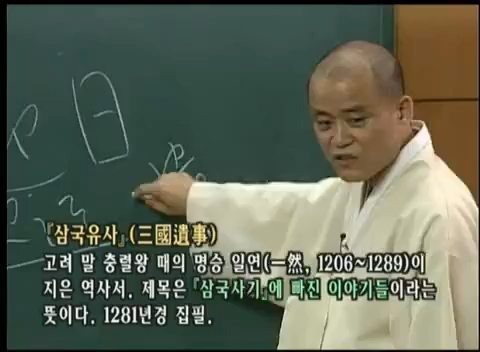 日
『삼국유사』(三國遺事)
고려 말 충렬왕 때의 명승 일연(一然, 1206~1289)이
지은 역사서. 제목은 『삼국사기』에 빠진 이야기들이라는
뜻이다. 1281년경 집필.